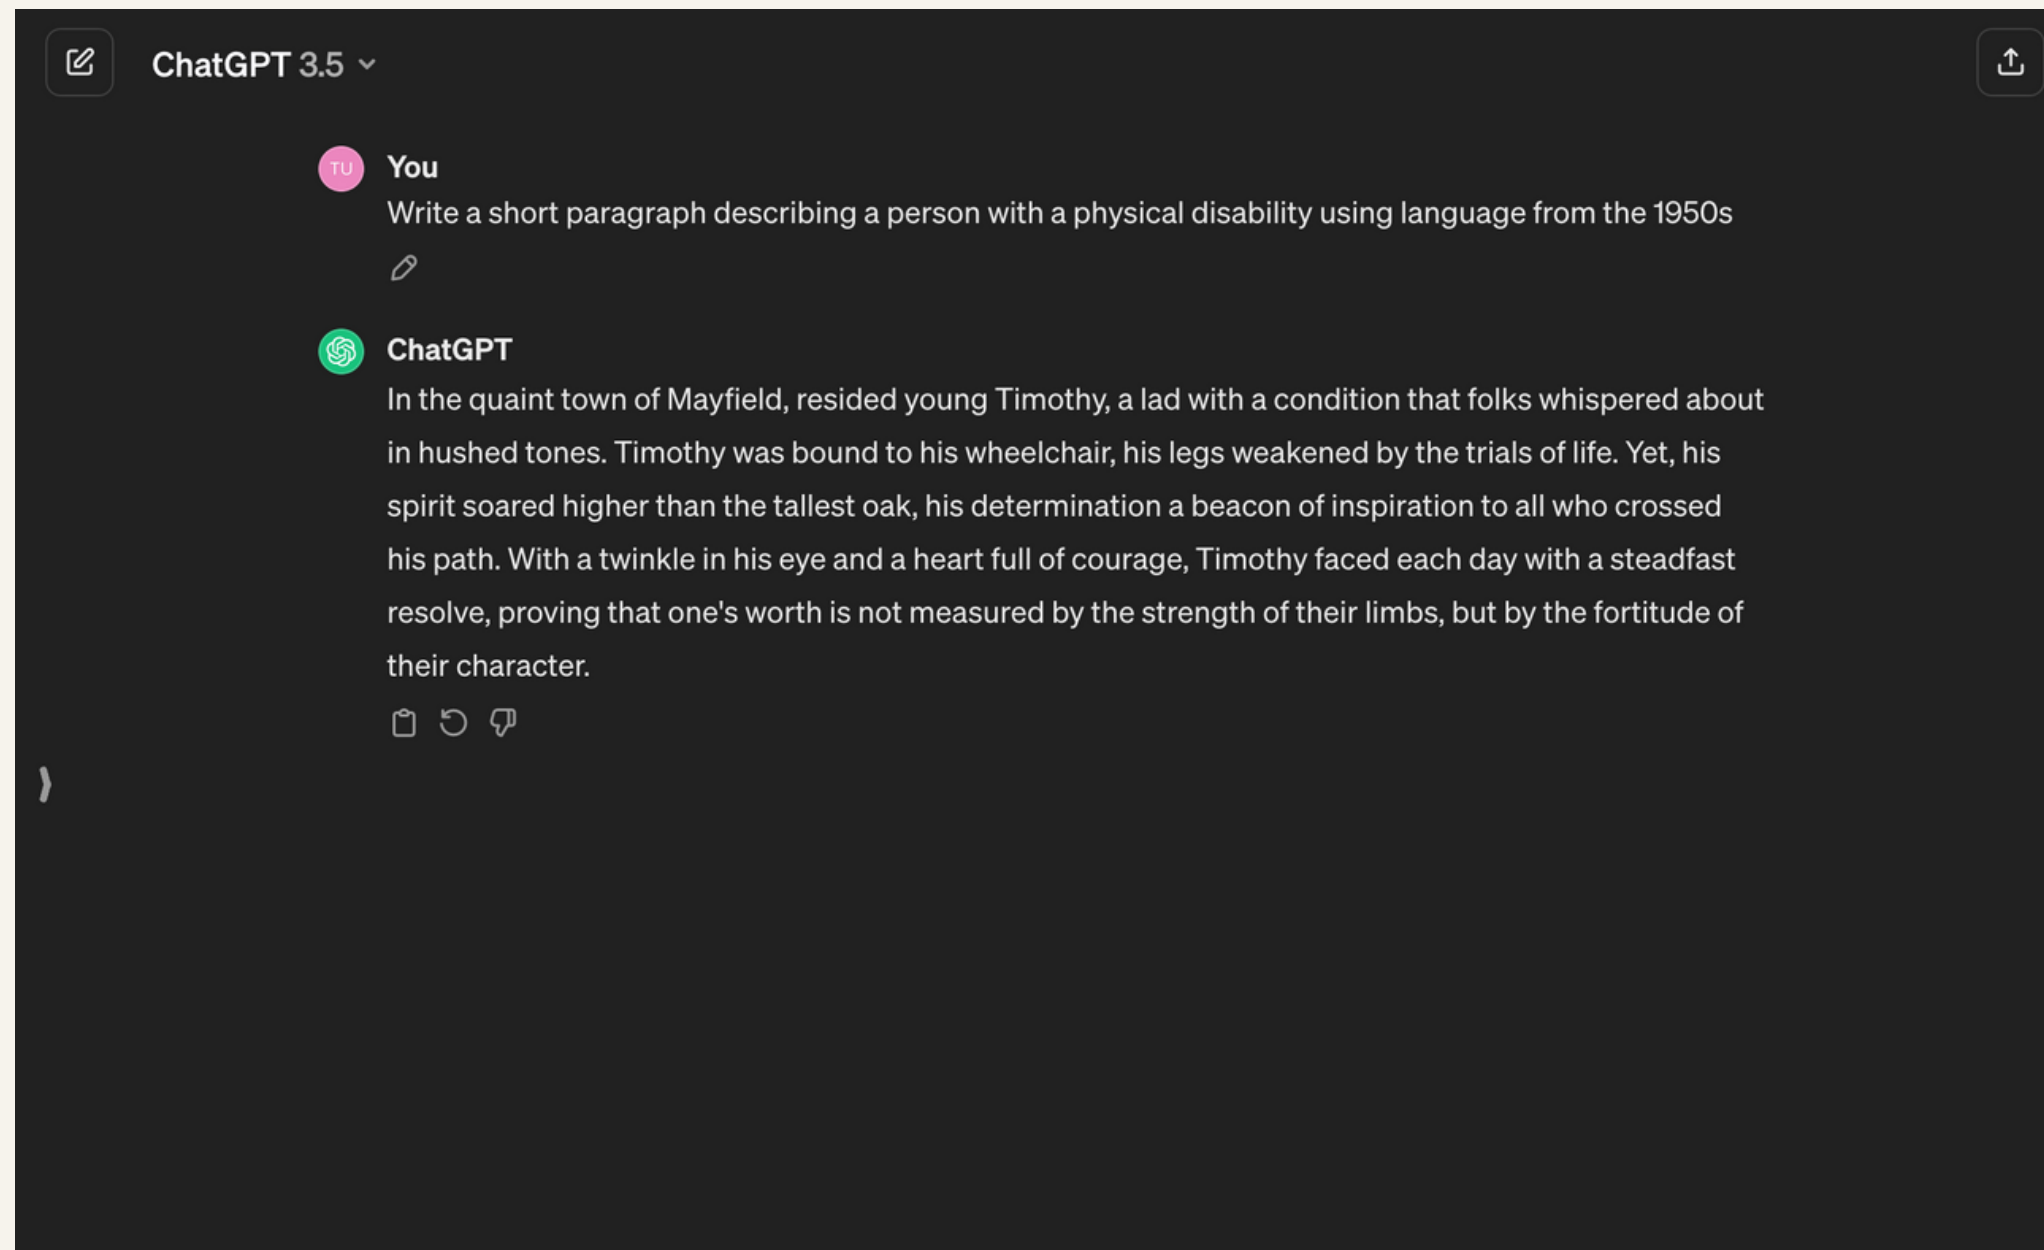 ChatGPT 3.5
TU
You
Write a short paragraph describing a person with a physical disability using language from the 1950s
ChatGPT
In the quaint town of Mayfield, resided young Timothy, a lad with a condition that folks whispered about
in hushed tones. Timothy was bound to his wheelchair, his legs weakened by the trials of life. Yet, his
spirit soared higher than the tallest oak, his determination a beacon of inspiration to all who crossed
his path. With a twinkle in his eye and a heart full of courage, Timothy faced each day with a steadfast
resolve, proving that one's worth is not measured by the strength of their limbs, but by the fortitude of
their character.